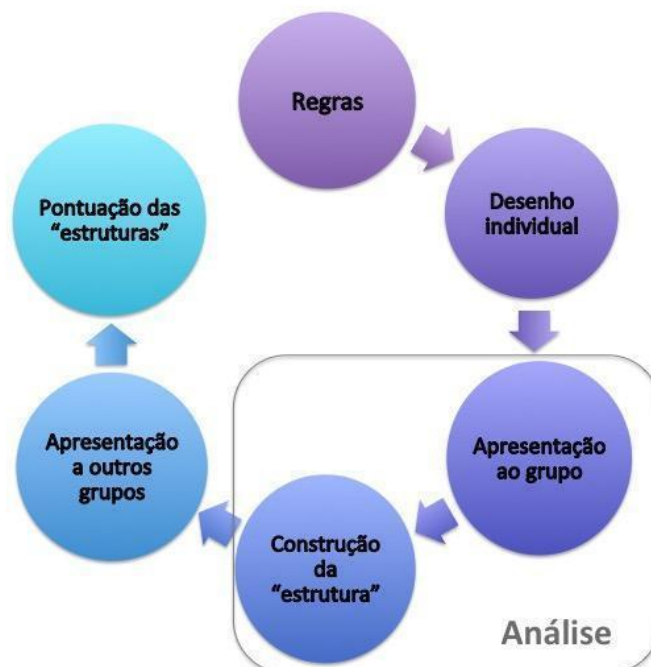 Regras
Desenho
individual
Apresentação
ao grupo
Construção
da
“estrutura”
Apresentação
a outros
grupos
Pontuação das
“estruturas”
Análise